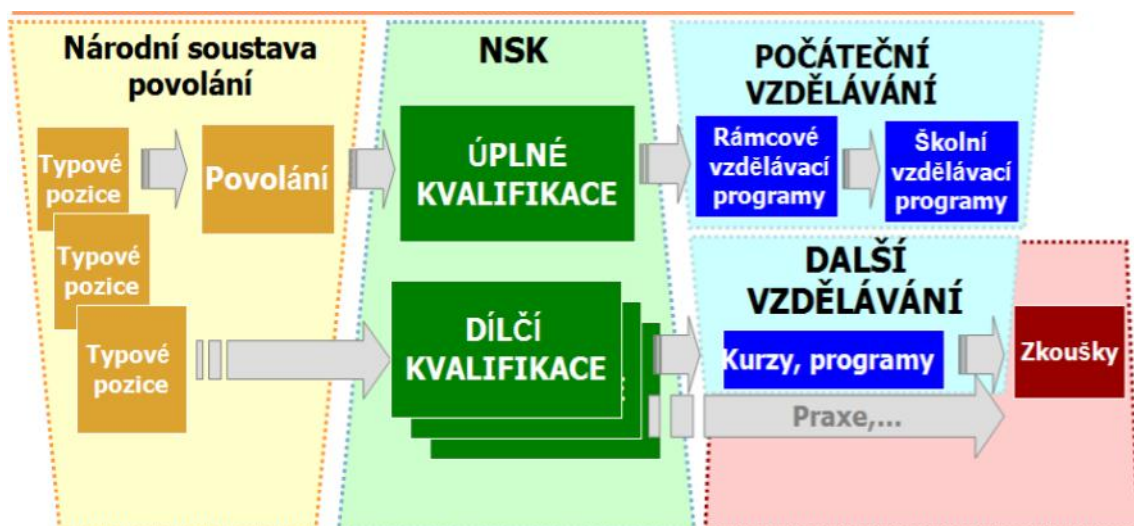 Národní soustava
povolání
Typové
pozice
Povolání
Typové
pozice
Typové
pozice
NSK
ÚPLNÉ
KVALIFIKACE
DÍLČÍ
KVALIFIKACE
POČÁTEČNÍ
VZDĚLÁVÁNÍ
Rámcové
vzdělávací
programy
Školní
vzdělávací
programy
DALŠÍ
VZDĚLÁVÁNÍ
Kurzy, programy
Praxe,...
Zkoušky